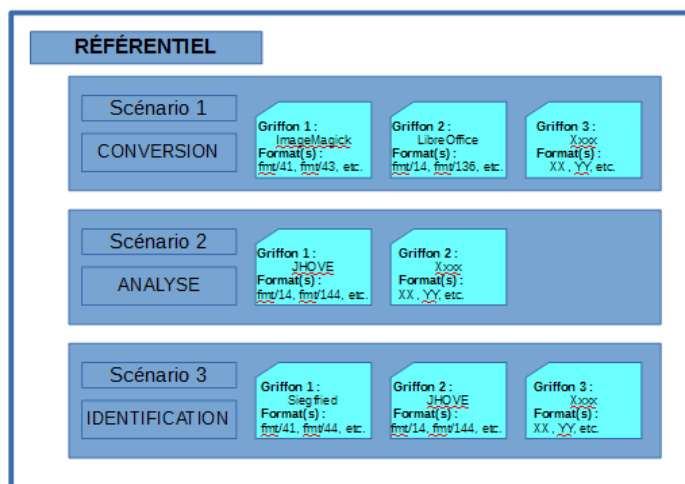 RÉFÉRENTIEL
Scénario 1
CONVERSION
Griffon 1 :
ImageMagick
Format(s) :
fmt/41, fmt/43, etc.
Griffon 2 :
LibreOffice
Format(s) :
fmt/14, fmt/136, etc.
Griffon 3 :
Xxxx
Format(s) :
XX , YY, etc.
Scénario 2
ANALYSE
Griffon 1 :
JHOVE
Format(s) :
fmt/14, fmt/144, etc.
Griffon 2 :
Xxxx
Format(s) :
XX , YY, etc.
Scénario 3
IDENTIFICATION
Griffon 1 :
Siegfried
Format(s) :
fmt/41, fmt/44, etc.
Griffon 2 :
JHOVE
Format(s) :
fmt/14, fmt/144, etc.
Griffon 3 :
Xxxx
Format(s) :
XX , YY, etc.